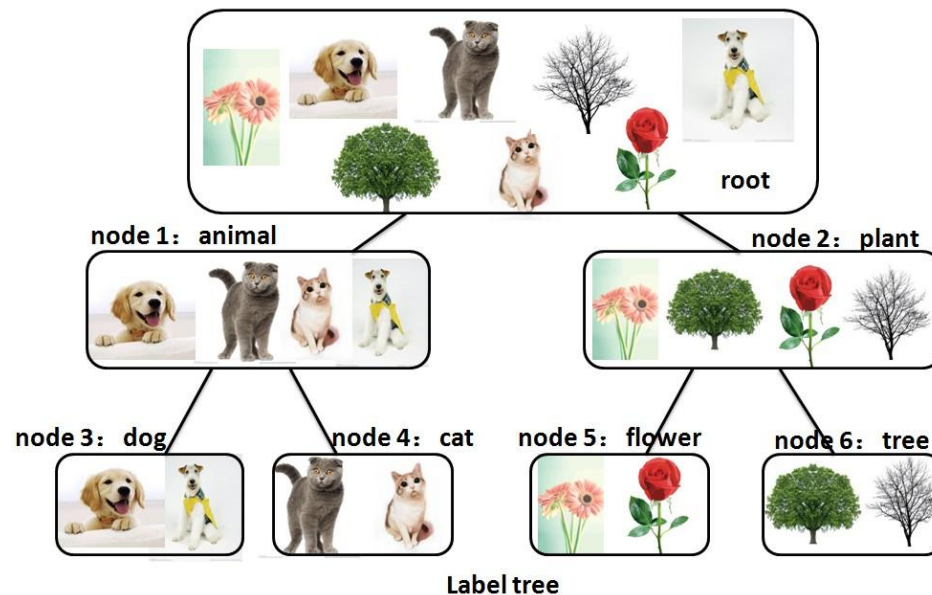 root
node 1： animal
node 2： plant
node 3： dog
node 4： cat
node 5： flower
node 6： tree
Label tree